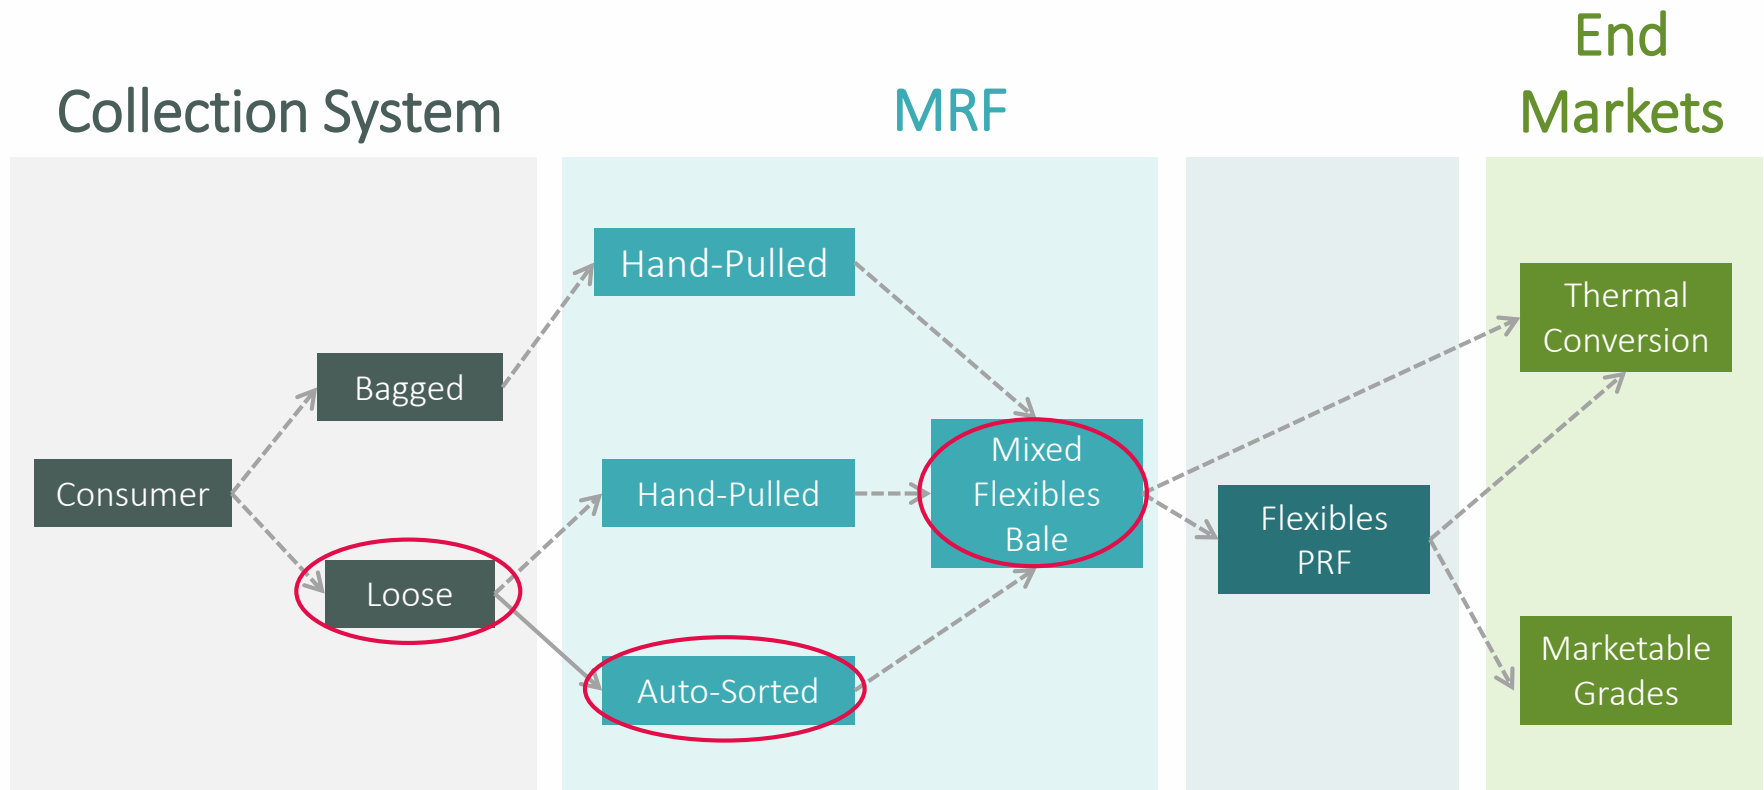 Collection System
MRF
End
Markets
Consumer
Bagged
Loose
Hand-Pulled
Hand-Pulled
Auto-Sorted
Mixed
Flexibles
Bale
Flexibles
PRF
Thermal
Conversion
Marketable
Grades